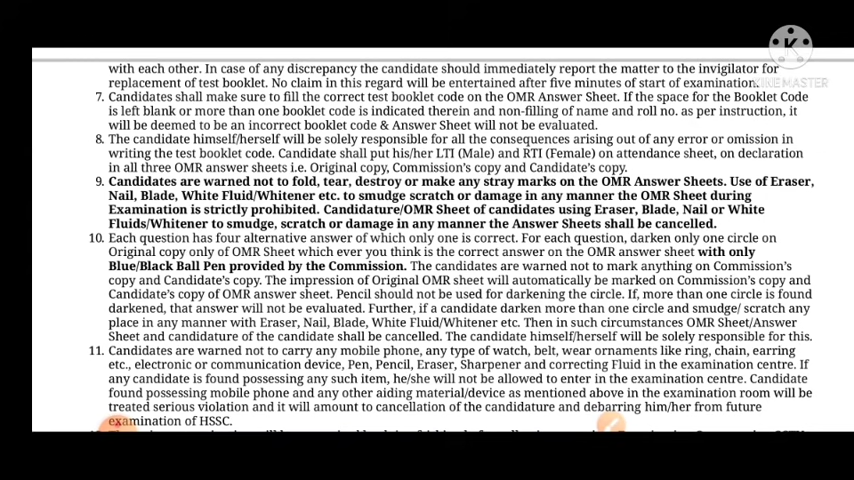 with each other. In case of any discrepancy the candidate should immediately report the matter to the invigilator for
replacement of test booklet. No claim in this regard will be entertained after five minutes of start of examination.
KINEMASTER
7. Candidates shall make sure to fill the correct test booklet code on the OMR Answer Sheet. If the space for the Booklet Code
is left blank or more than one booklet code is indicated therein and non-filling of name and roll no. as per instruction, it
will be deemed to be an incorrect booklet code & Answer Sheet will not be evaluated.
8. The candidate himself/herself will be solely responsible for all the consequences arising out of any error or omission in
writing the test booklet code. Candidate shall put his/her LTI (Male) and RTI (Female) on attendance sheet, on declaration
in all three OMR answer sheets i.e. Original copy, Commission's copy and Candidate's copy.
9. Candidates are warned not to fold, tear, destroy or make any stray marks on the OMR Answer Sheets. Use of Eraser,
Nail, Blade, White Fluid/Whitener etc. to smudge scratch or damage in any manner the OMR Sheet during
Examination is strictly prohibited. Candidature/OMR Sheet of candidates using Eraser, Blade, Nail or White
Fluids/Whitener to smudge, scratch or damage in any manner the Answer Sheets shall be cancelled.
10. Each question has four alternative answer of which only one is correct. For each question, darken only one circle on
Original copy only of OMR Sheet which ever you think is the correct answer on the OMR answer sheet with only
Blue/Black Ball Pen provided by the Commission. The candidates are warned not to mark anything on Commission's
copy and Candidate's copy. The impression of Original OMR sheet will automatically be marked on Commission's copy and
Candidate's copy of OMR answer sheet. Pencil should not be used for darkening the circle. If, more than one circle is found
darkened, that answer will not be evaluated. Further, if a candidate darken more than one circle and smudge/ scratch any
place in any manner with Eraser, Nail, Blade, White Fluid/Whitener etc. Then in such circumstances OMR Sheet/Answer
Sheet and candidature of the candidate shall be cancelled. The candidate himself/herself will be solely responsible for this.
11. Candidates are warned not to carry any mobile phone, any type of watch, belt, wear ornaments like ring, chain, earring
etc., electronic or communication device, Pen, Pencil, Eraser, Sharpener and correcting Fluid in the examination centre. If
any candidate is found possessing any such item, he/she will not be allowed to enter in the examination centre. Candidate
found possessing mobile phone and any other aiding material/device as mentioned above in the examination room will be
treated serious violation and it will amount to cancellation of the candidature and debarring him/her from future
examination of HSSC.